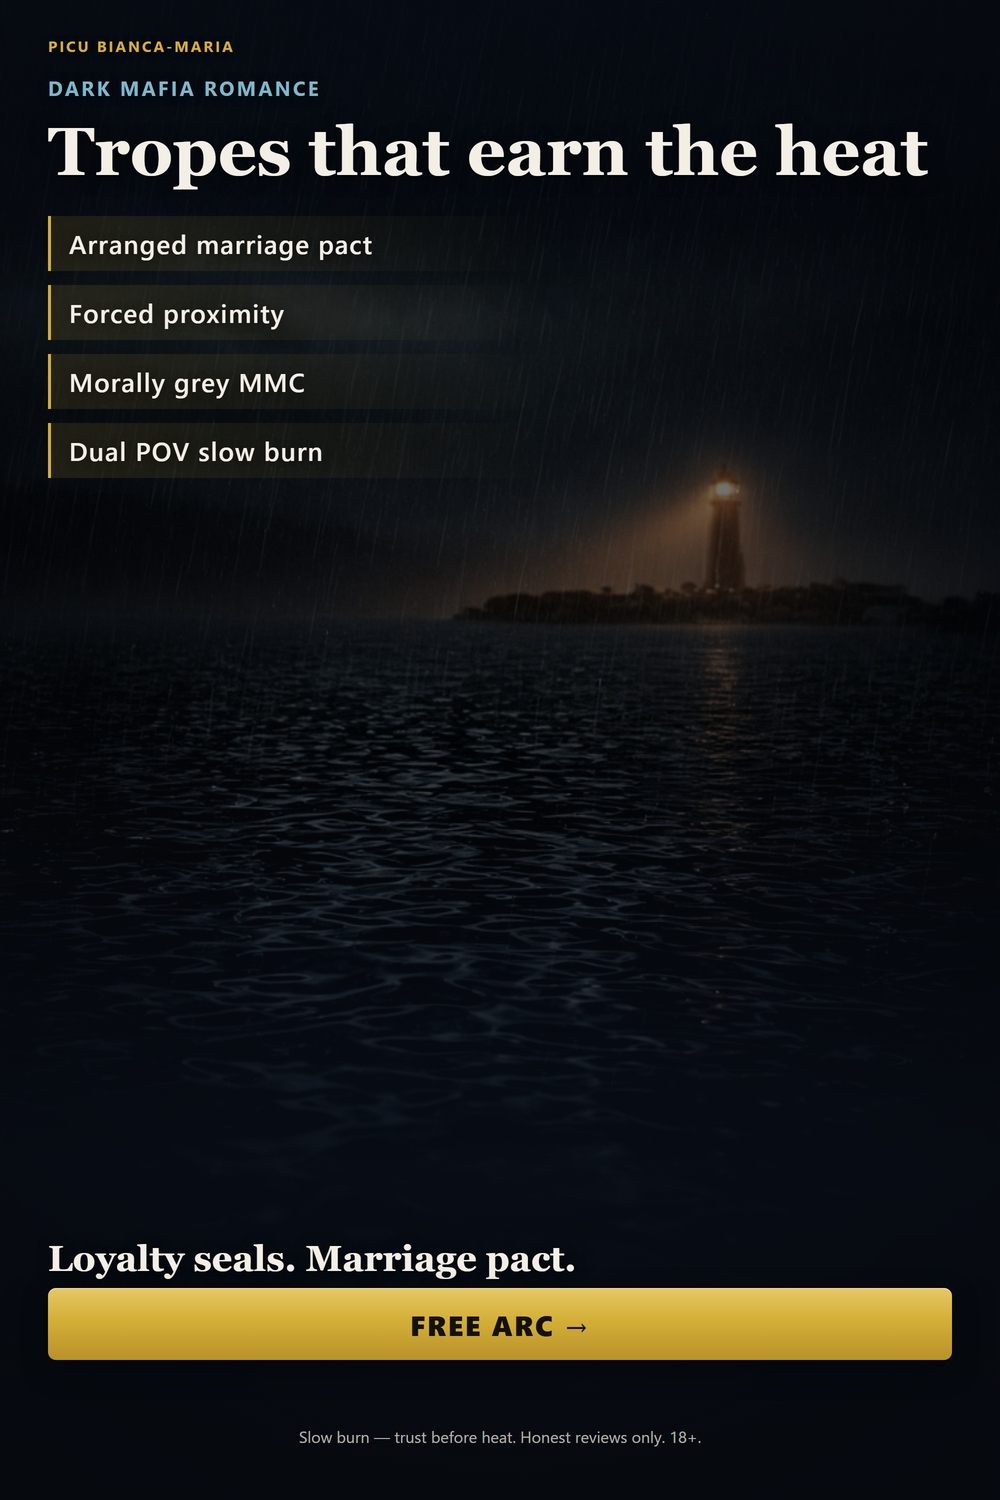 PICU BIANCA-MARIA
DARK MAFIA ROMANCE
Tropes that earn the heat
Arranged marriage pact
Forced proximity
Morally grey MMC
Dual POV slow burn
Loyalty seals. Marriage pact.
FREE ARC →
Slow burn — trust before heat. Honest reviews only. 18+.